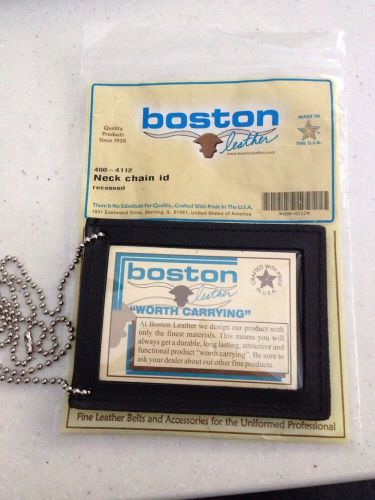 boston
leather
www.bostonleather.com
Quality
Products
Since 1938
MADE IN
THE U.S.A.
400-4112
Neck chain id
recessed
*400-4112*
There Is No Substitute For Quality...Crafted With Pride In The U.S.A.
1801 Eastwood Drive, Sterling, IL 61081, United States of America
boston
leather
CRAFTED WITH PRIDE
IN U.S.A.
"WORTH CARRYING"
At Boston Leather we design our product with
only the finest materials. This means you will
always get a durable, long lasting, attractive and
functional product "worth carrying". Be sure to
ask your dealer about our other fine products.
Fine Leather Belts and Accessories for the Uniformed Professional